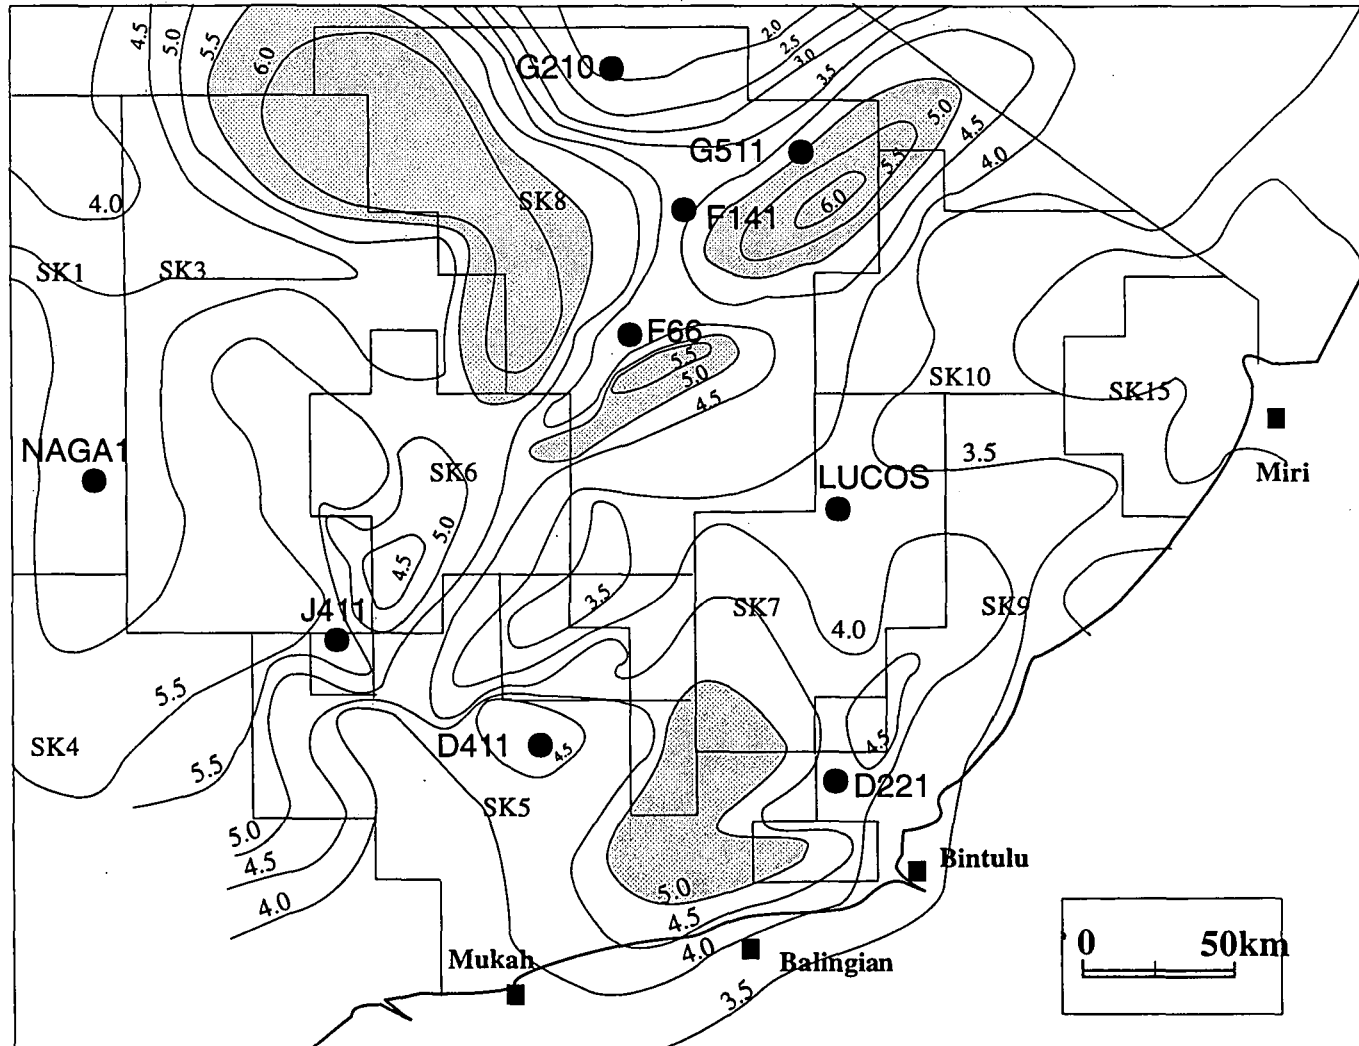 2.0
4.5
5.0
5.5
2.5
3.0
6.0
3.5
G210
5.0
4.5
G511
5.5
4.0
4.0
SK8
6.0
F141
SK1
SK3
F66
5.5
5.0
SK10
SK15
4.5
NAGA1
3.5
SK6
LUCOS
Miri
5.0
4.5
3.5
J411
SK7
SK9
4.0
5.5
SK4
D411
4.5
4.5
5.5
D221
SK5
5.0
4.5
Bintulu
4.0
5.0
4.5
0
50km
4.0
Mukah
Balingian
3.5